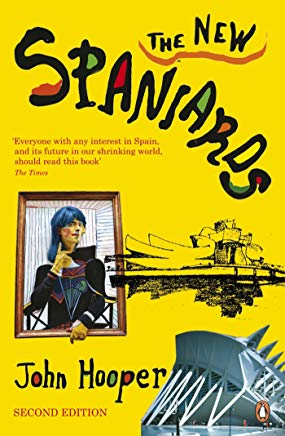 THE NEW
SPANIARDS
‘Everyone with any interest in Spain,
and its future in our shrinking world,
should read this book’
The Times
John Hooper
SECOND EDITION